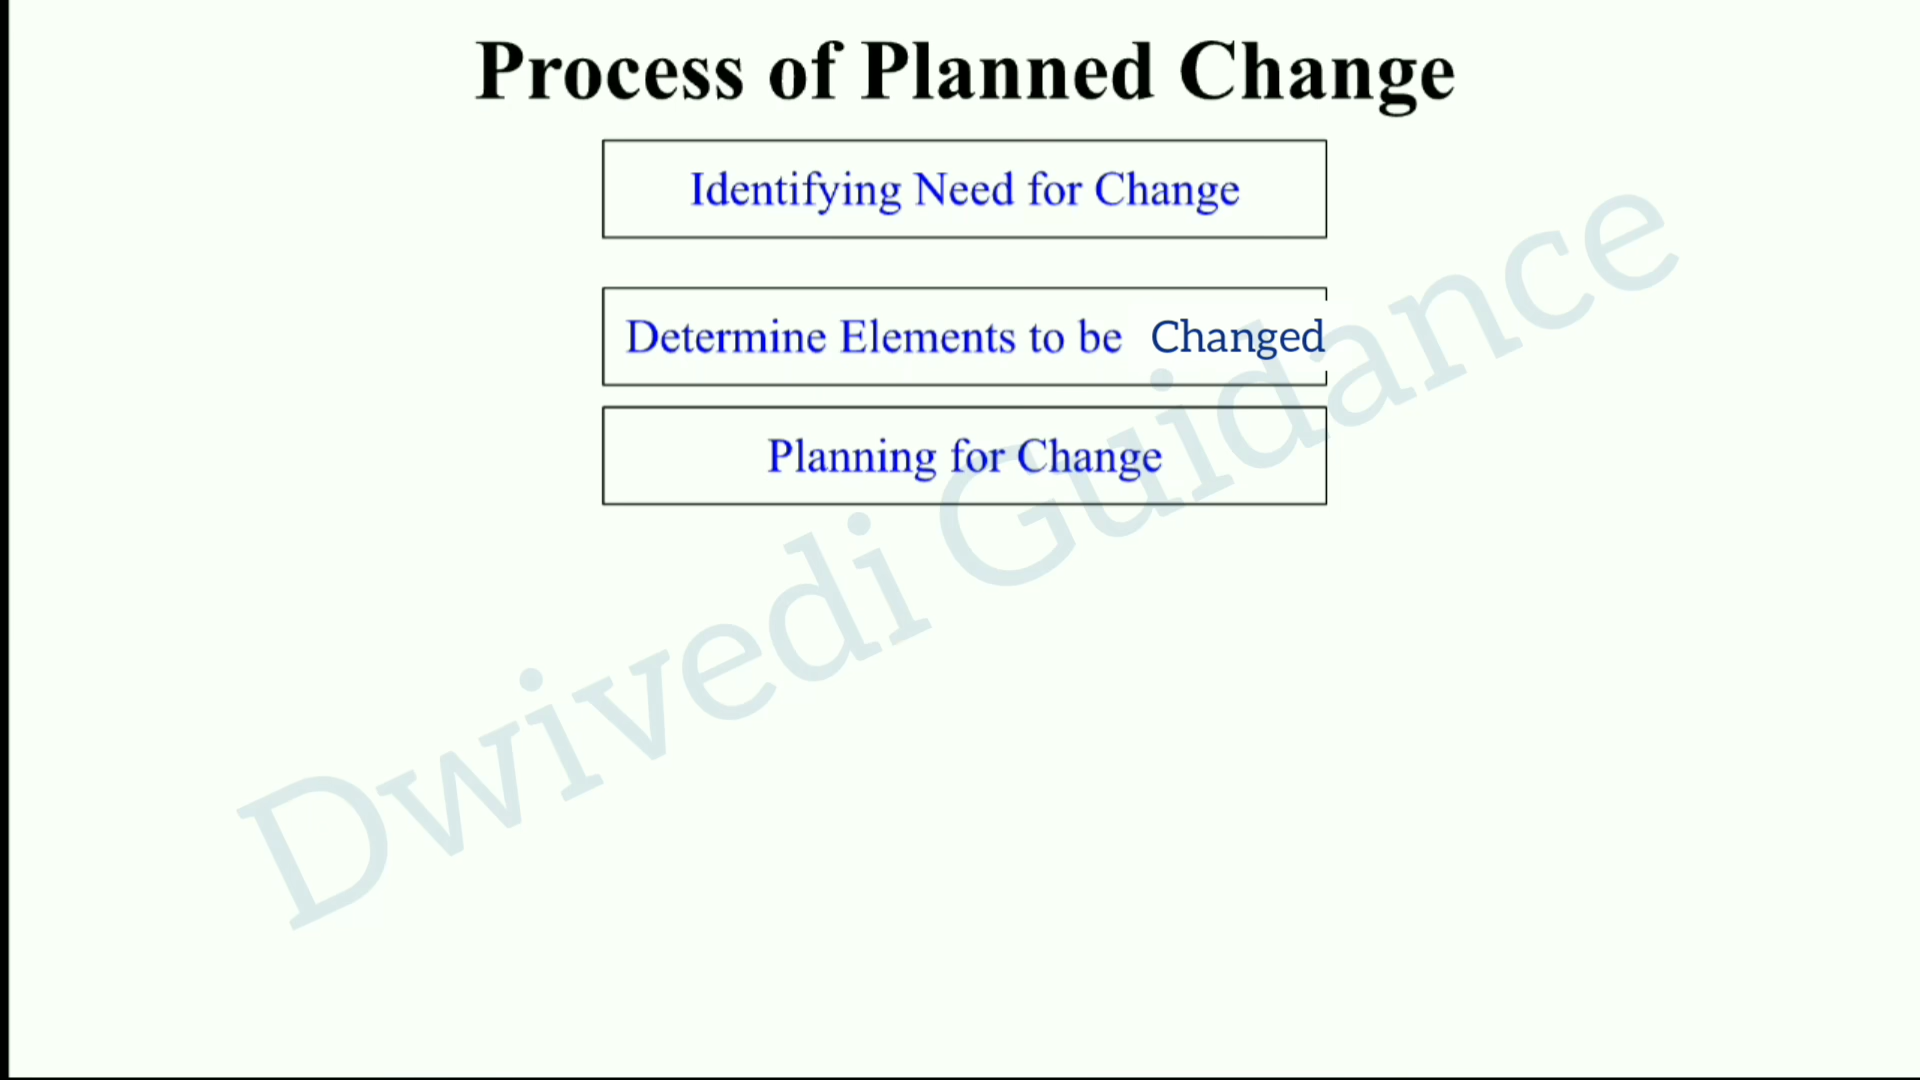 Process of Planned Change
Identifying Need for Change
Determine Elements to be Changed
Planning for Change
Dwivedi Guidance